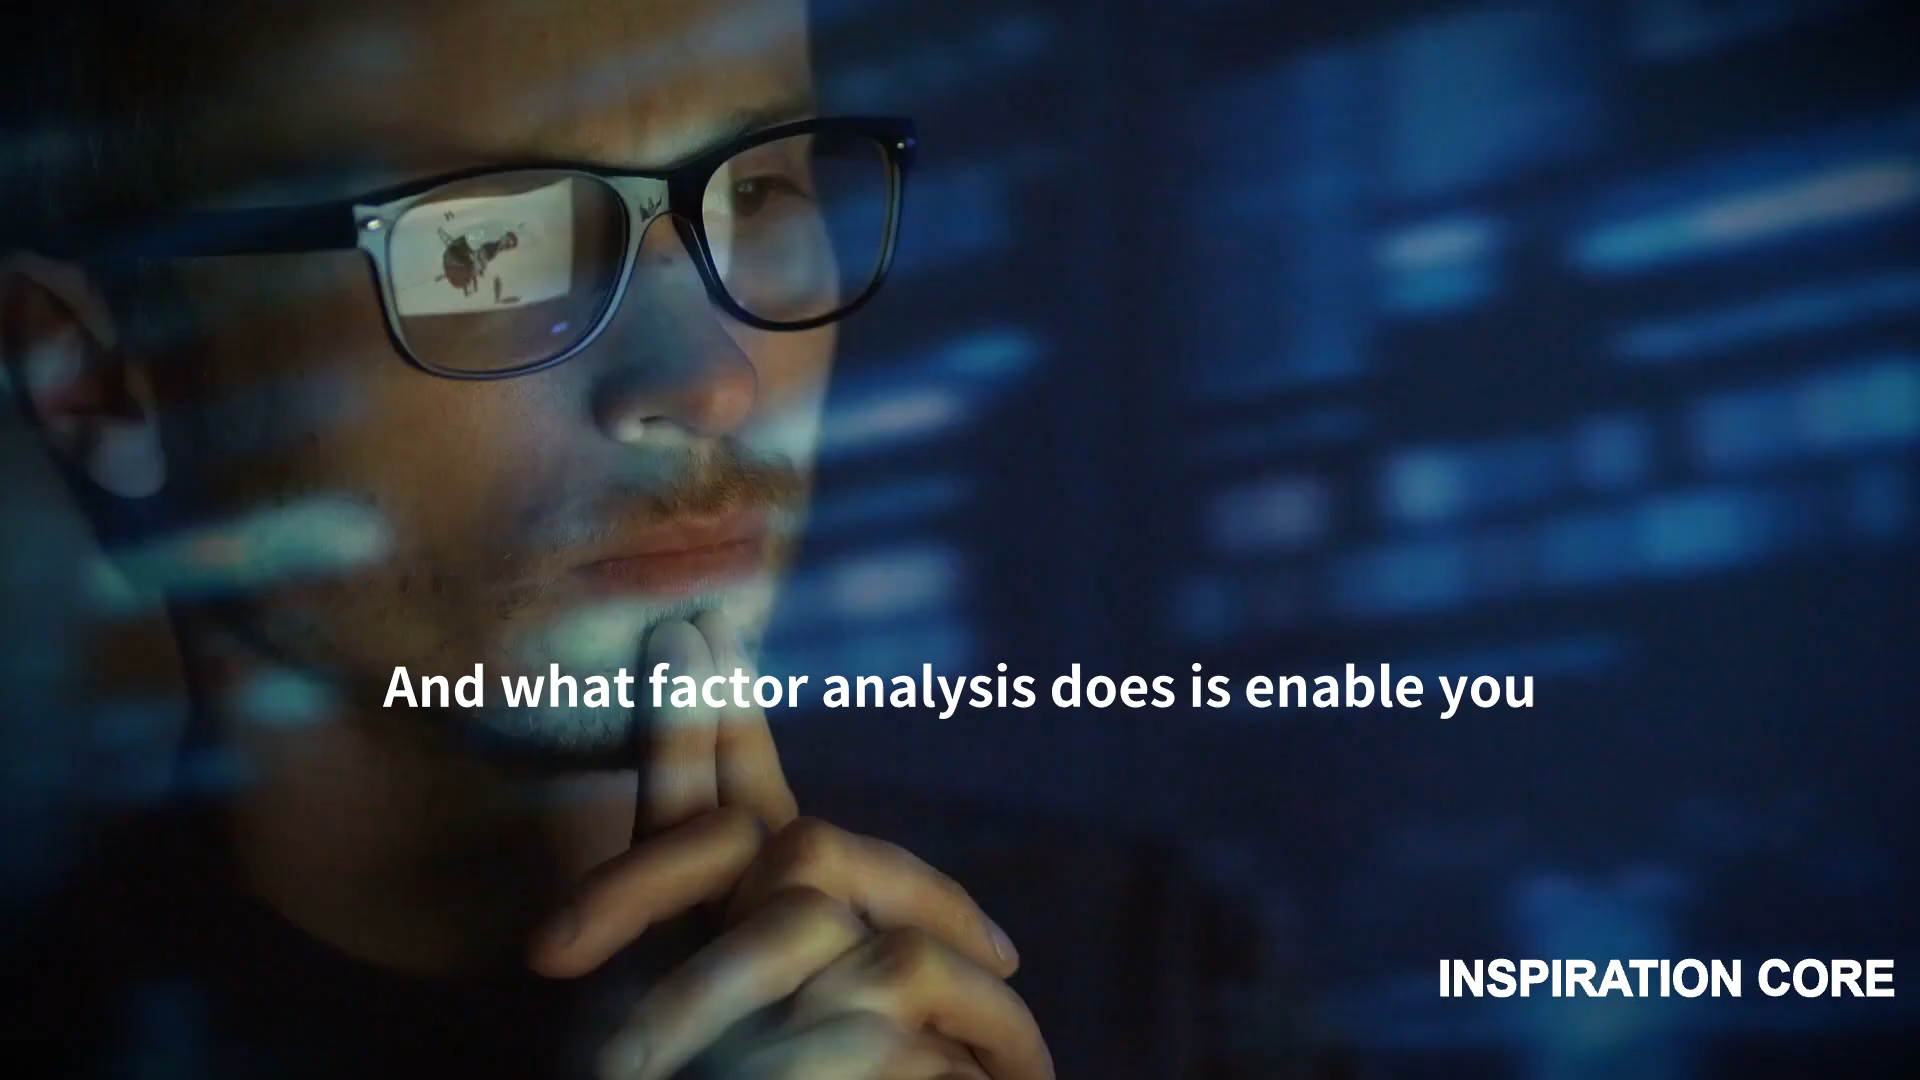 And what factor analysis does is enable you
INSPIRATION CORE